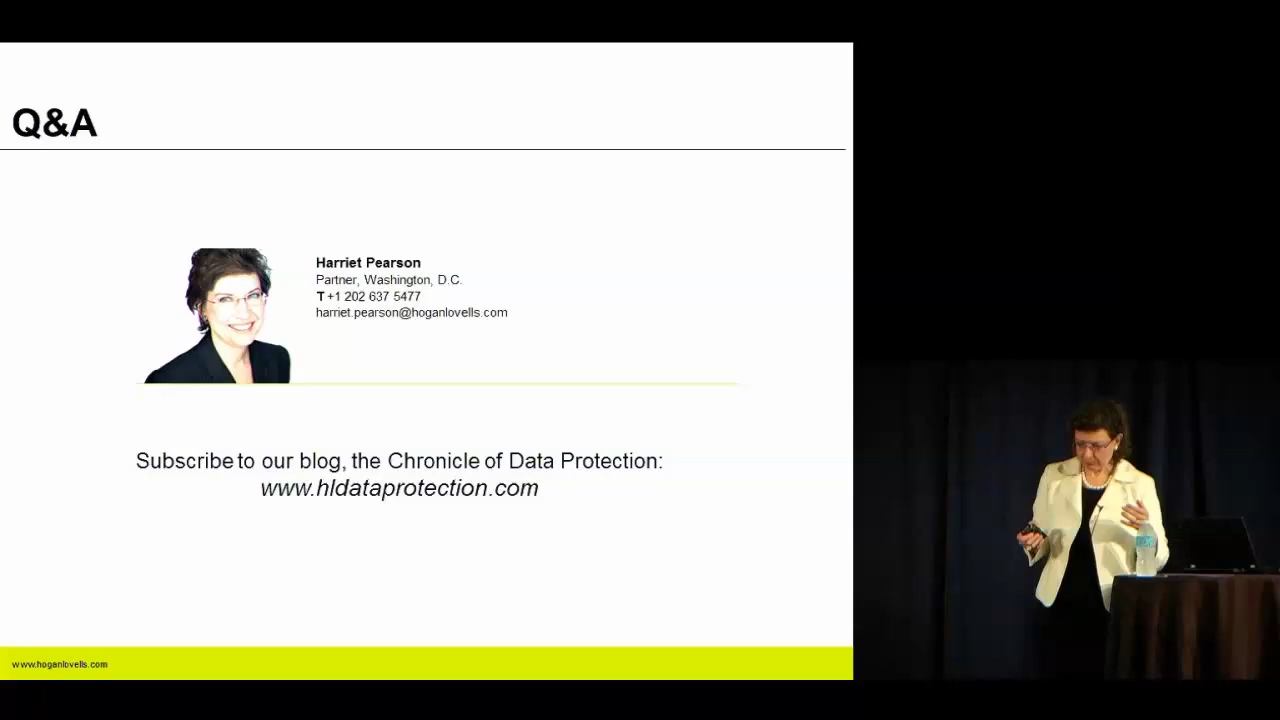 Q&A
Harriet Pearson
Partner, Washington, D.C.
T +1 202 637 5477
harriet.pearson@hoganlovells.com
Subscribe to our blog, the Chronicle of Data Protection:
www.hldataprotection.com
www.hoganlovells.com